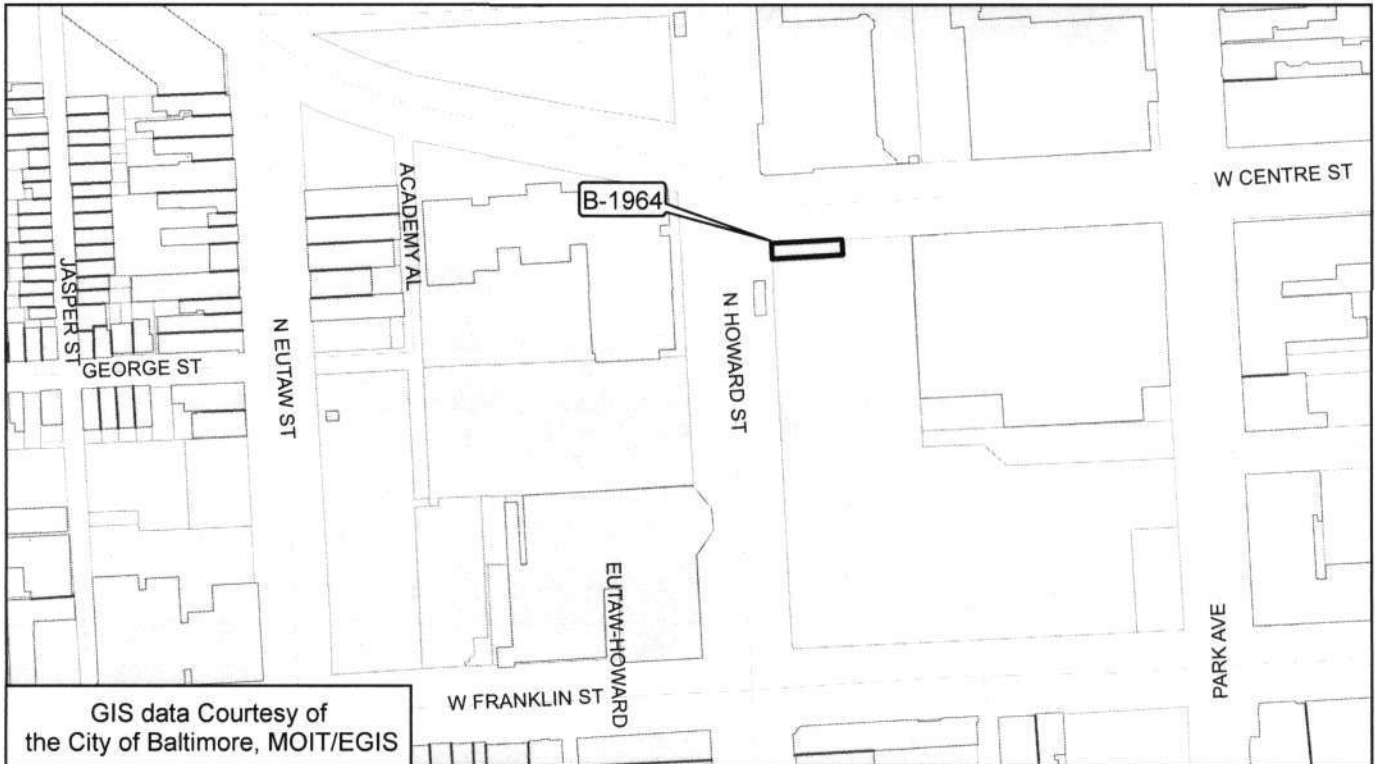 W CENTRE ST
B-1964
ACADEMY AL
JASPER ST
N HOWARD ST
N EUTAW ST
GEORGE ST
EUTAW-HOWARD
PARK AVE
W FRANKLIN ST
GIS data Courtesy of
the City of Baltimore, MOIT/EGIS